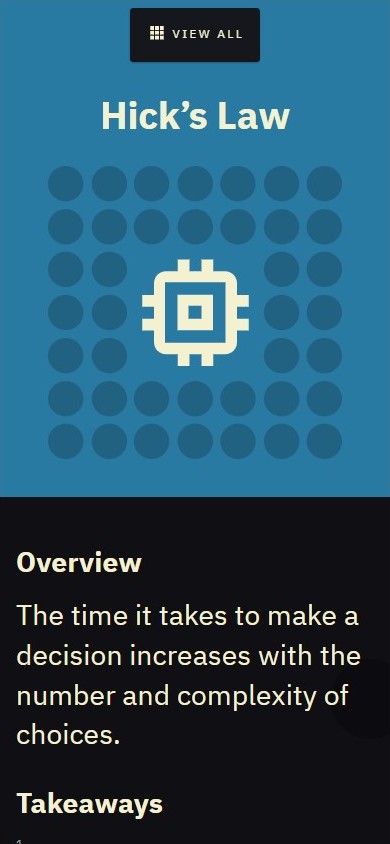 VIEW ALL
Hick’s Law
Overview
The time it takes to make a
decision increases with the
number and complexity of
choices.
Takeaways